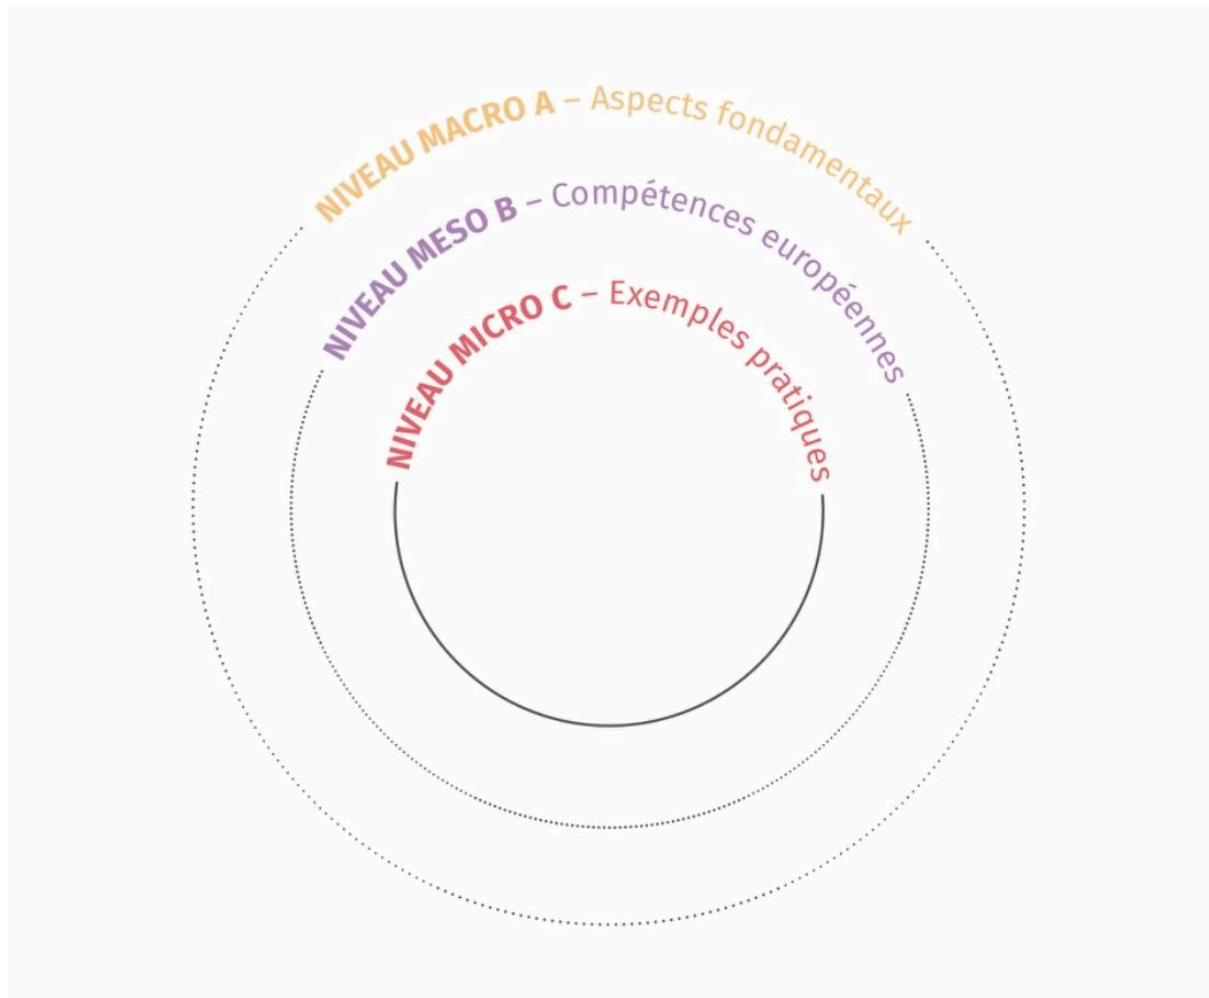 NIVEAU MACRO A – Aspects fondamentaux
NIVEAU MESO B – Compétences européennes
NIVEAU MICRO C – Exemples pratiques